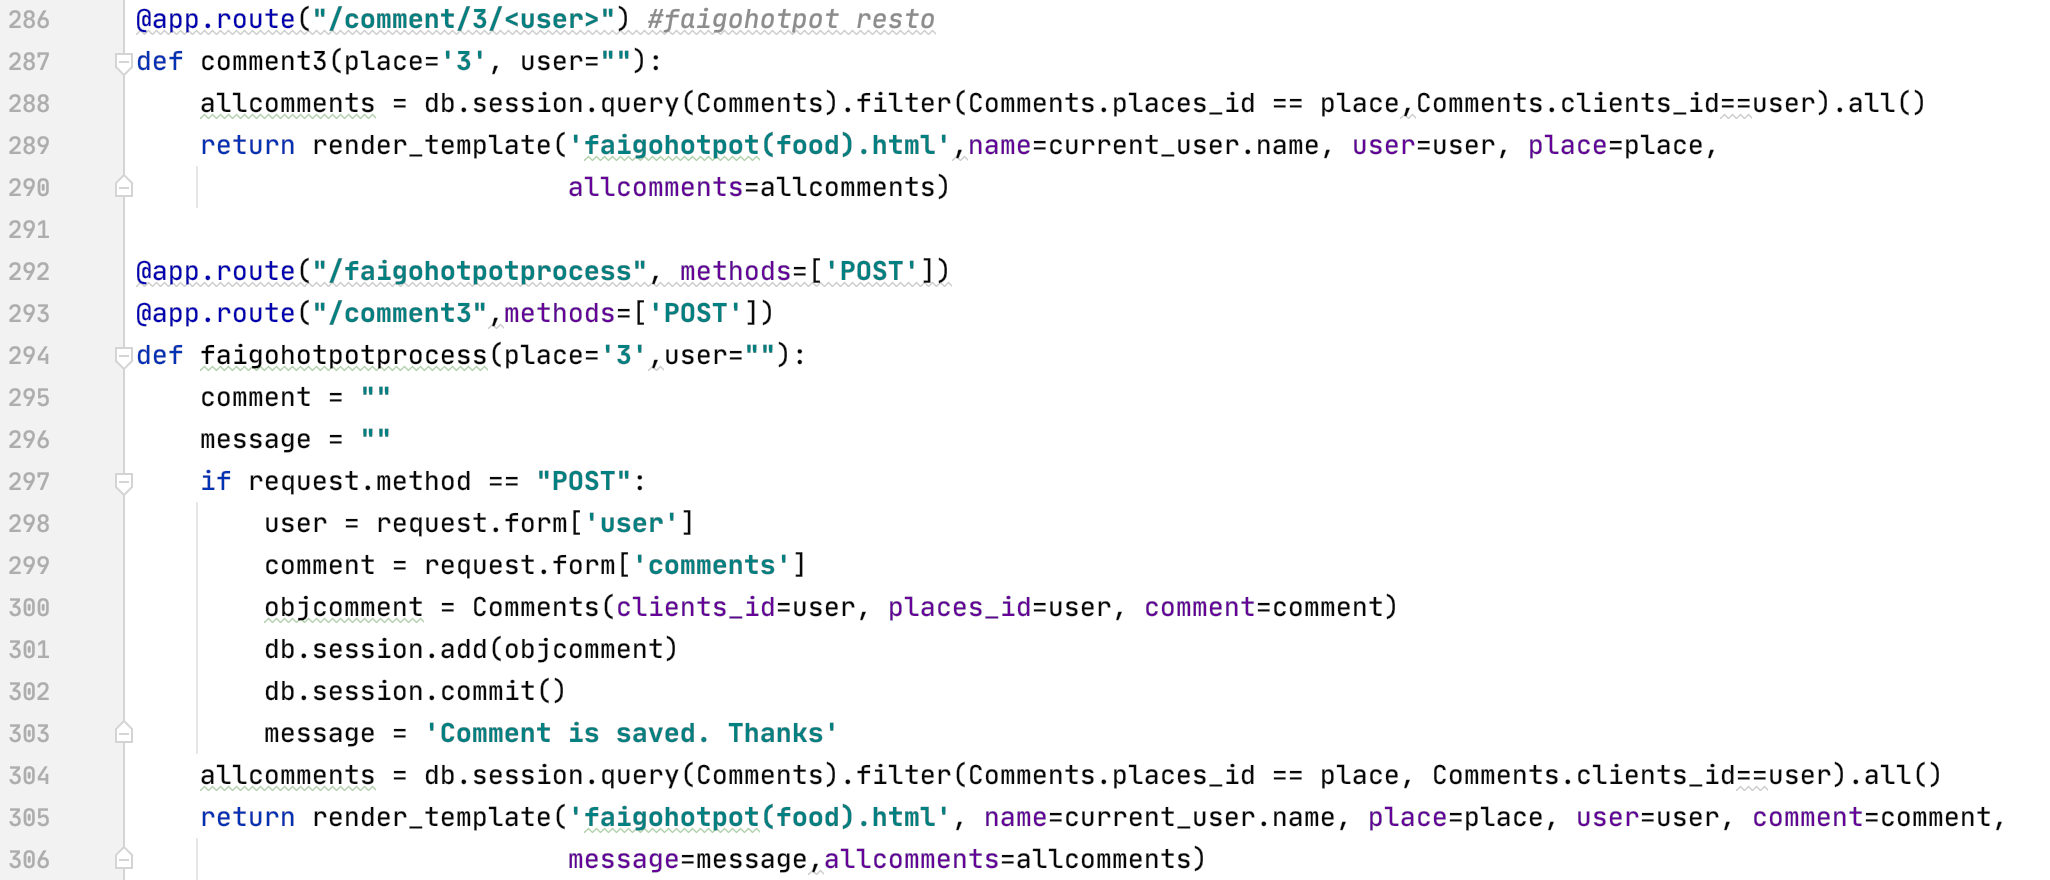 286 @app.route("/comment/3/<user>") #faigohotpot resto
287 def comment3(place='3', user=""):
288     allcomments = db.session.query(Comments).filter(Comments.places_id == place,Comments.clients_id==user).all()
289     return render_template('faigohotpot(food).html',name=current_user.name, user=user, place=place,
290                            allcomments=allcomments)
291
292 @app.route("/faigohotpotprocess", methods=['POST'])
293 @app.route("/comment3",methods=['POST'])
294 def faigohotpotprocess(place='3',user=""):
295     comment = ""
296     message = ""
297     if request.method == "POST":
298         user = request.form['user']
299         comment = request.form['comments']
300         objcomment = Comments(clients_id=user, places_id=user, comment=comment)
301         db.session.add(objcomment)
302         db.session.commit()
303         message = 'Comment is saved. Thanks'
304     allcomments = db.session.query(Comments).filter(Comments.places_id == place, Comments.clients_id==user).all()
305     return render_template('faigohotpot(food).html', name=current_user.name, place=place, user=user, comment=comment,
306                            message=message,allcomments=allcomments)